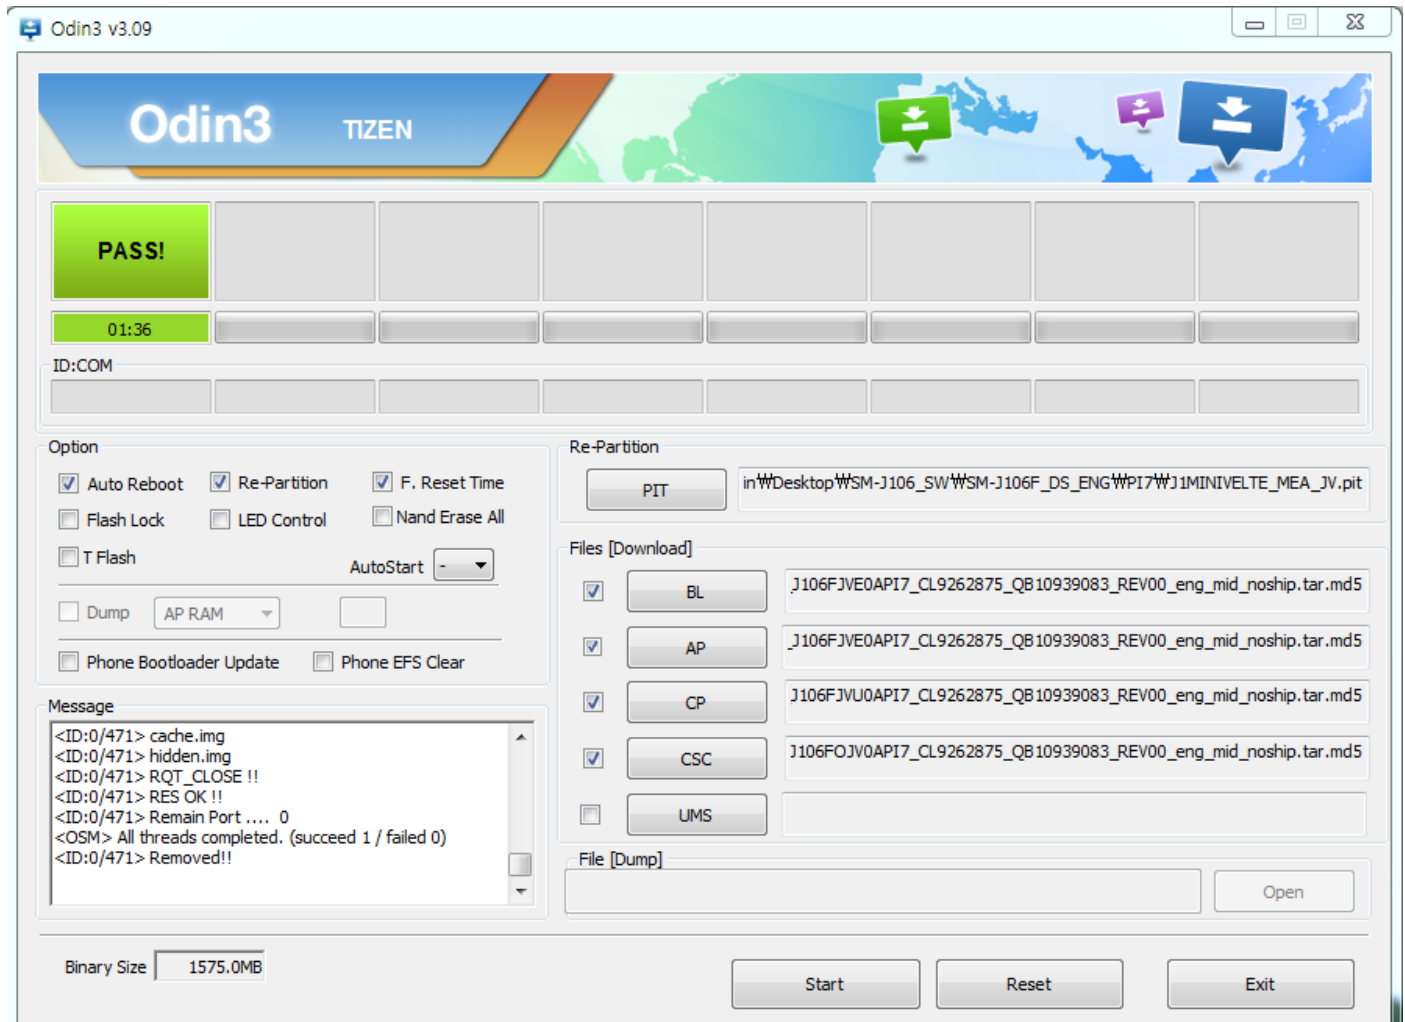 Odin3 v3.09
Odin3 TIZEN
PASS!
01:36
ID:COM
Option
Auto Reboot Re-Partition F. Reset Time
Flash Lock LED Control Nand Erase All
T Flash AutoStart -
Dump AP RAM
Phone Bootloader Update Phone EFS Clear
Message
<ID:0/471> cache.img
<ID:0/471> hidden.img
<ID:0/471> RQT_CLOSE !!
<ID:0/471> RES OK !!
<ID:0/471> Remain Port .... 0
<OSM> All threads completed. (succeed 1 / failed 0)
<ID:0/471> Removed!!
Re-Partition
PIT in₩Desktop₩SM-J106_SW₩SM-J106F_DS_ENG₩PI7₩J1MINIVELTE_MEA_JV.pit
Files [Download]
BL _J106FJVE0API7_CL9262875_QB10939083_REV00_eng_mid_noship.tar.md5
AP _J106FJVE0API7_CL9262875_QB10939083_REV00_eng_mid_noship.tar.md5
CP J106FJVU0API7_CL9262875_QB10939083_REV00_eng_mid_noship.tar.md5
CSC J106FOJV0API7_CL9262875_QB10939083_REV00_eng_mid_noship.tar.md5
UMS
File [Dump]
Open
Binary Size 1575.0MB
Start Reset Exit